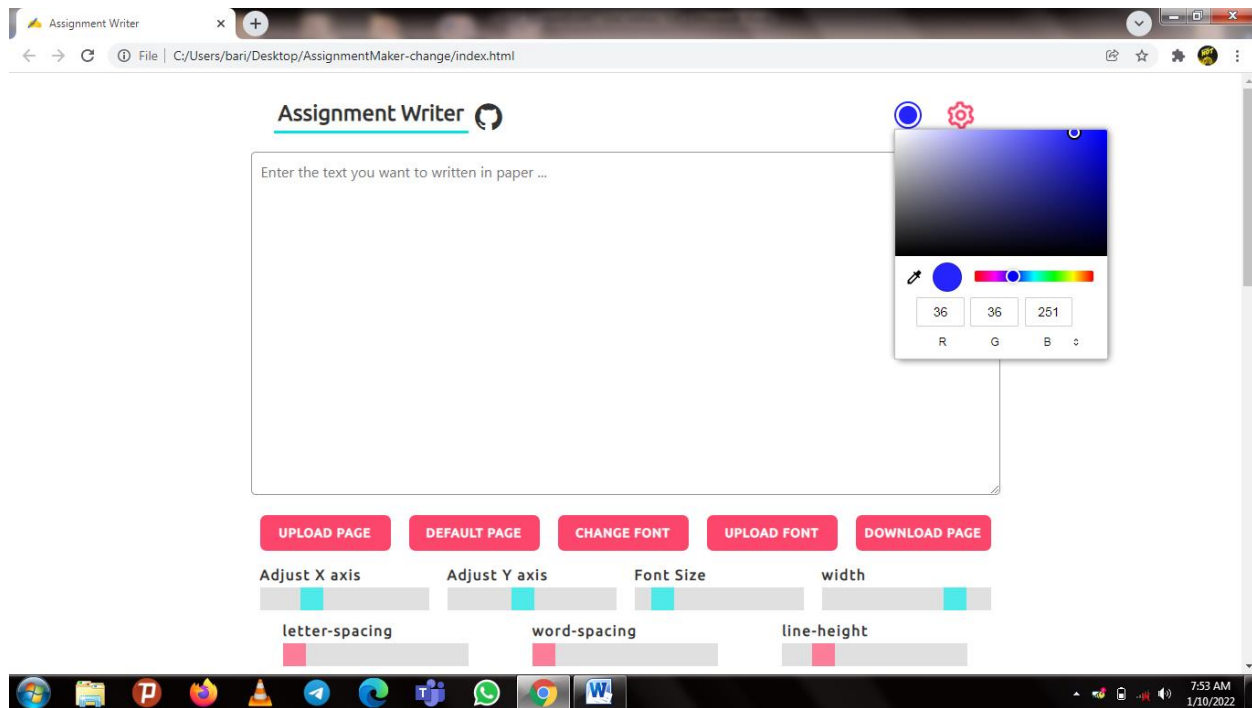 Assignment Writer
File | C:/Users/bari/Desktop/AssignmentMaker-change/index.html
Assignment Writer
Enter the text you want to written in paper ...
36 36 251
R G B
UPLOAD PAGE DEFAULT PAGE CHANGE FONT UPLOAD FONT DOWNLOAD PAGE
Adjust X axis Adjust Y axis Font Size width
letter-spacing word-spacing line-height
7:53 AM
1/10/2022